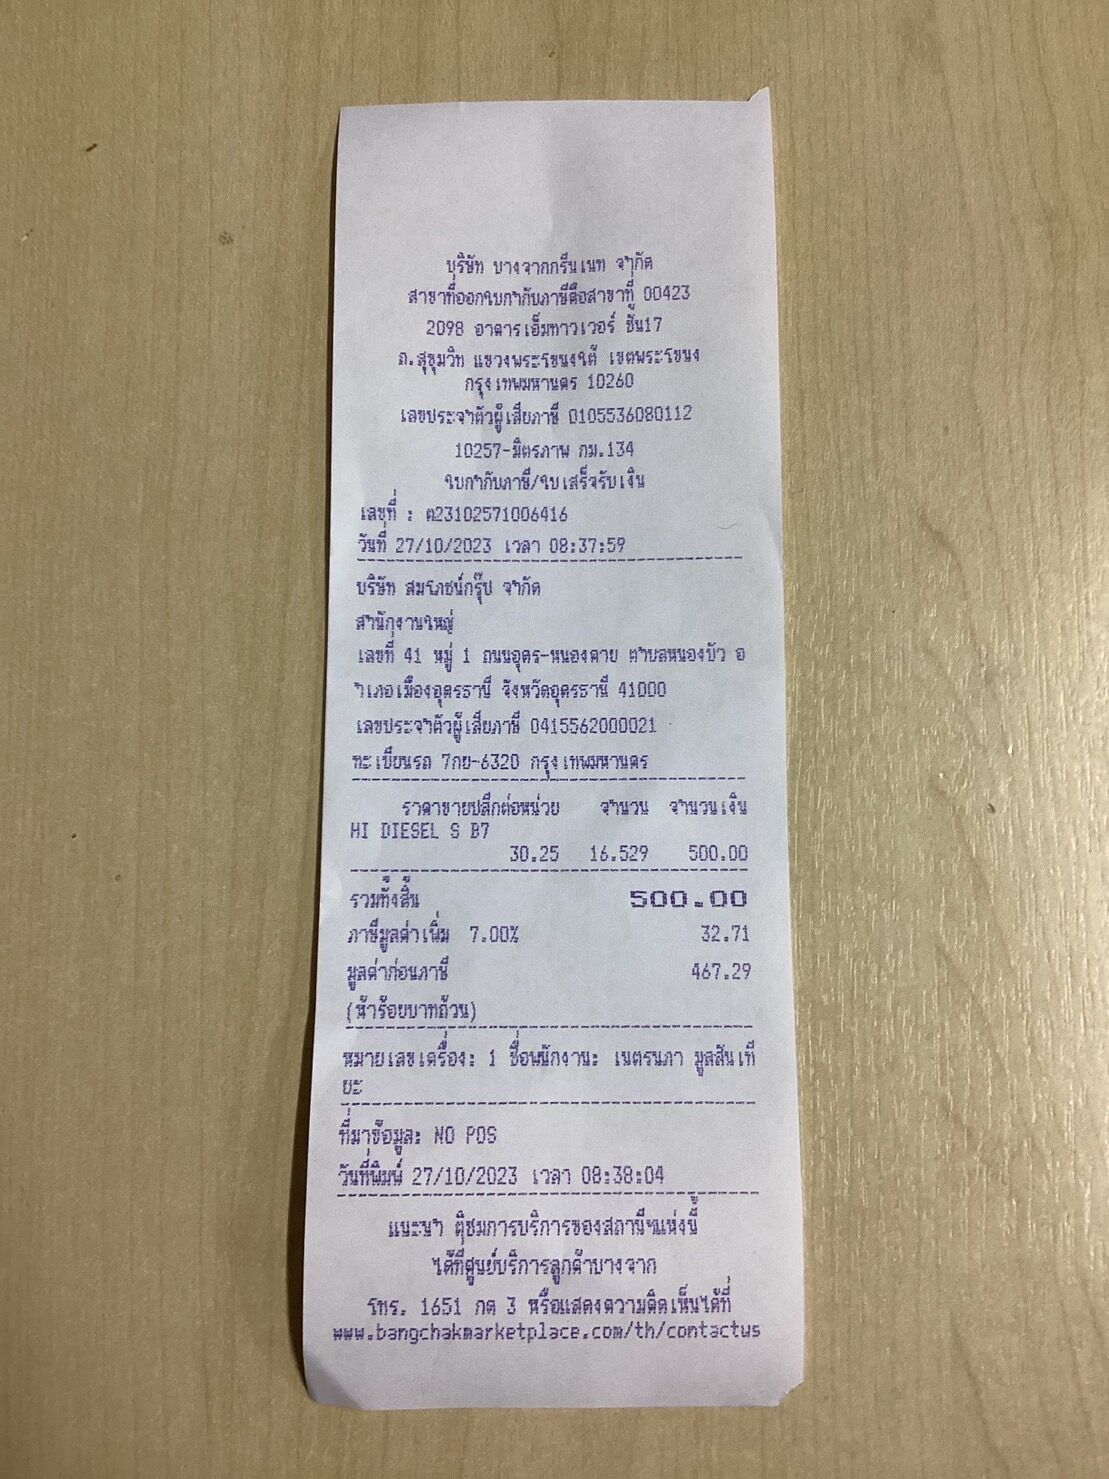 บริษัท บางจากกรีนเนท จำกัด
สาขาที่ออกใบกำกับภาษีคือสาขาที่ 00423
2098 อาคารเอ็มทาวเวอร์ ชั้น17
ถ.สุขุมวิท แขวงพระโขนงใต้ เขตพระโขนง
กรุงเทพมหานคร 10260
เลขประจำตัวผู้เสียภาษี 0105536080112
10257-มิตรภาพ กม.134
ใบกำกับภาษี/ใบเสร็จรับเงิน
เลขที่ : ต23102571006416
วันที่ 27/10/2023 เวลา 08:37:59
บริษัท สมโภชน์กรุ๊ป จำกัด
สำนักงานใหญ่
เลขที่ 41 หมู่ 1 ถนนอุดร-หนองคาย ตำบลหนองบัว อ
ำเภอเมืองอุดรธานี จังหวัดอุดรธานี 41000
เลขประจำตัวผู้เสียภาษี 0415562000021
ทะเบียนรถ 7กย-6320 กรุงเทพมหานคร
ราคาขายปลีกต่อหน่วย จำนวน จำนวนเงิน
HI DIESEL S B7
30.25 16.529 500.00
รวมทั้งสิ้น 500.00
ภาษีมูลค่าเพิ่ม 7.00% 32.71
มูลค่าก่อนภาษี 467.29
(ห้าร้อยบาทถ้วน)
หมายเลขเครื่อง: 1 ชื่อพนักงาน: เนตรนภา มูลสันเที
ยะ
ที่มาข้อมูล: NO POS
วันที่พิมพ์ 27/10/2023 เวลา 08:38:04
แนะนำ ติชมการบริการของสถานีฯแห่งนี้
ได้ที่ศูนย์บริการลูกค้าบางจาก
โทร. 1651 กด 3 หรือแสดงความคิดเห็นได้ที่
www.bangchakmarketplace.com/th/contactus